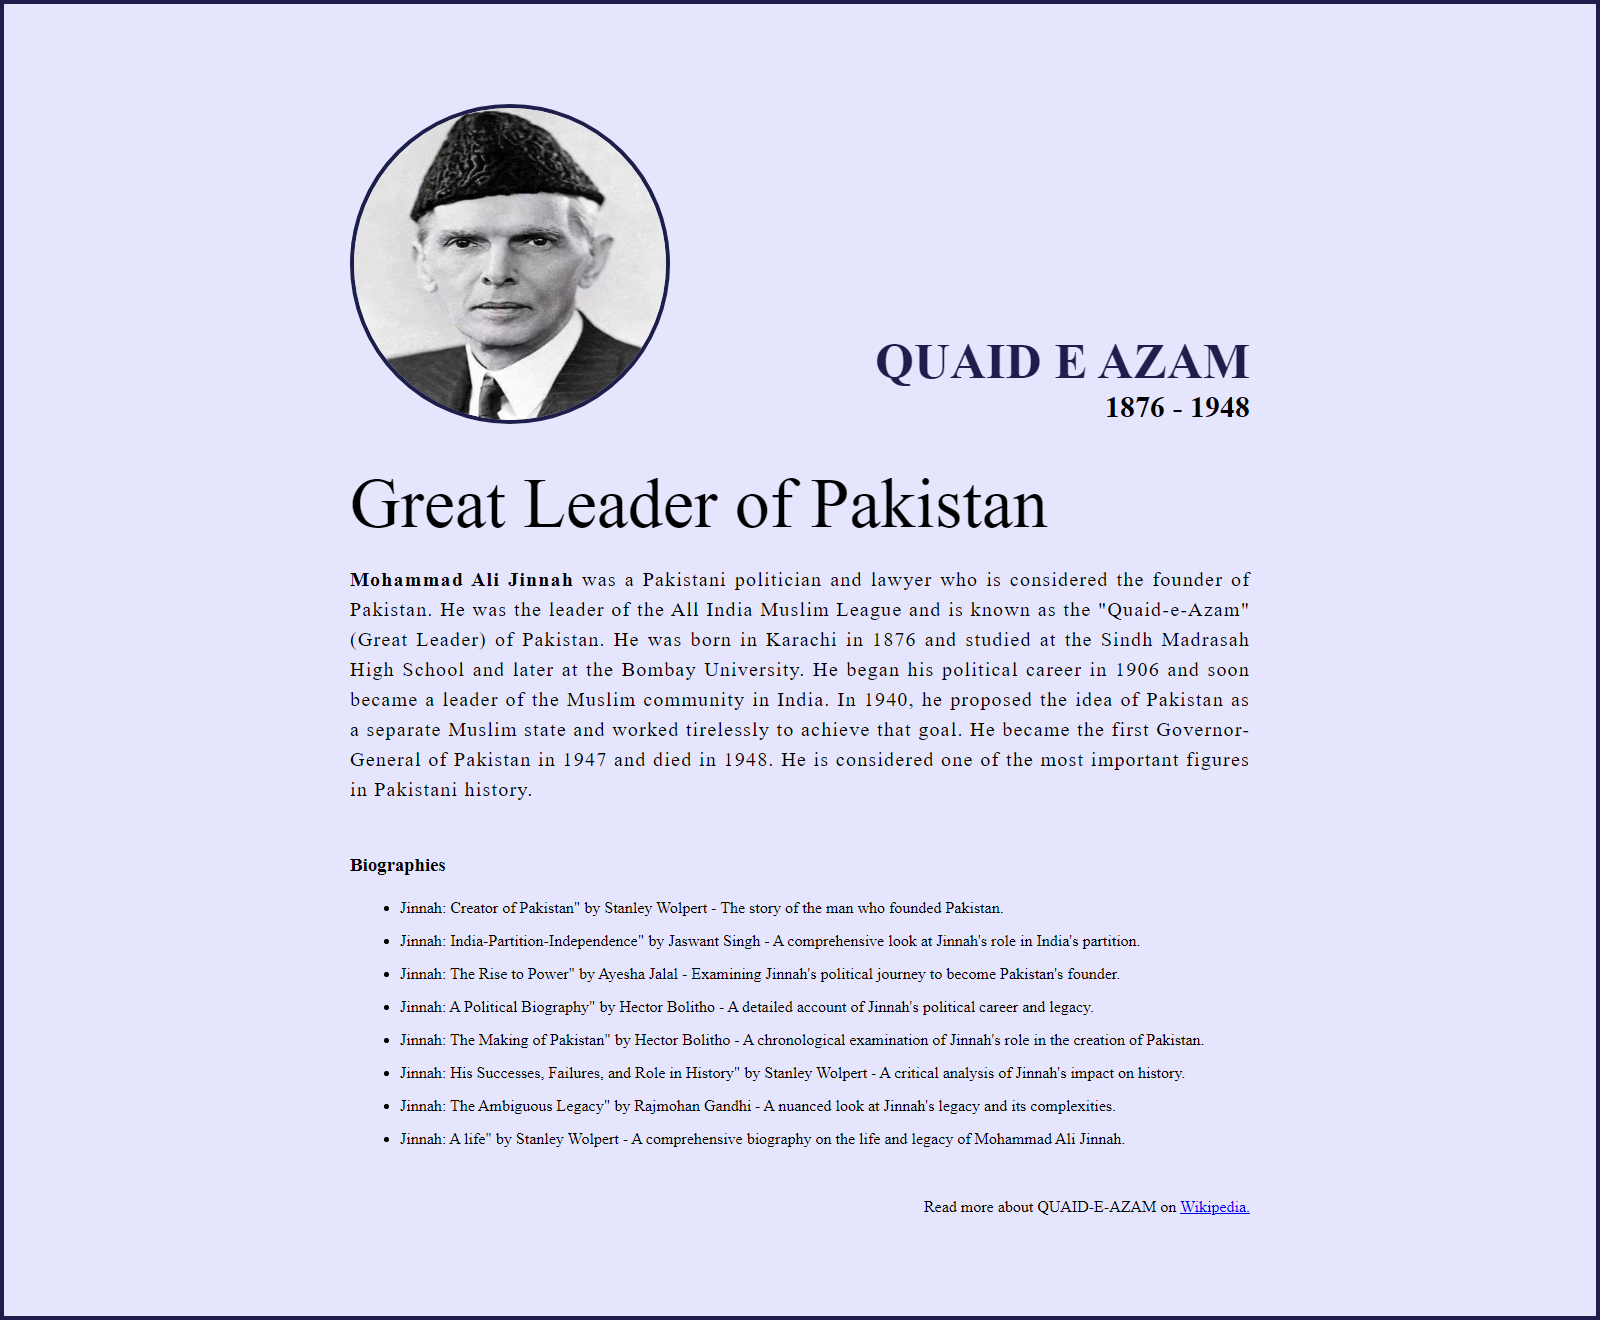 QUAID E AZAM
1876 - 1948
Great Leader of Pakistan
Mohammad Ali Jinnah was a Pakistani politician and lawyer who is considered the founder of
Pakistan. He was the leader of the All India Muslim League and is known as the "Quaid-e-Azam"
(Great Leader) of Pakistan. He was born in Karachi in 1876 and studied at the Sindh Madrasah
High School and later at the Bombay University. He began his political career in 1906 and soon
became a leader of the Muslim community in India. In 1940, he proposed the idea of Pakistan as
a separate Muslim state and worked tirelessly to achieve that goal. He became the first Governor-
General of Pakistan in 1947 and died in 1948. He is considered one of the most important figures
in Pakistani history.
Biographies
• Jinnah: Creator of Pakistan" by Stanley Wolpert - The story of the man who founded Pakistan.
• Jinnah: India-Partition-Independence" by Jaswant Singh - A comprehensive look at Jinnah's role in India's partition.
• Jinnah: The Rise to Power" by Ayesha Jalal - Examining Jinnah's political journey to become Pakistan's founder.
• Jinnah: A Political Biography" by Hector Bolitho - A detailed account of Jinnah's political career and legacy.
• Jinnah: The Making of Pakistan" by Hector Bolitho - A chronological examination of Jinnah's role in the creation of Pakistan.
• Jinnah: His Successes, Failures, and Role in History" by Stanley Wolpert - A critical analysis of Jinnah's impact on history.
• Jinnah: The Ambiguous Legacy" by Rajmohan Gandhi - A nuanced look at Jinnah's legacy and its complexities.
• Jinnah: A life" by Stanley Wolpert - A comprehensive biography on the life and legacy of Mohammad Ali Jinnah.
Read more about QUAID-E-AZAM on Wikipedia.